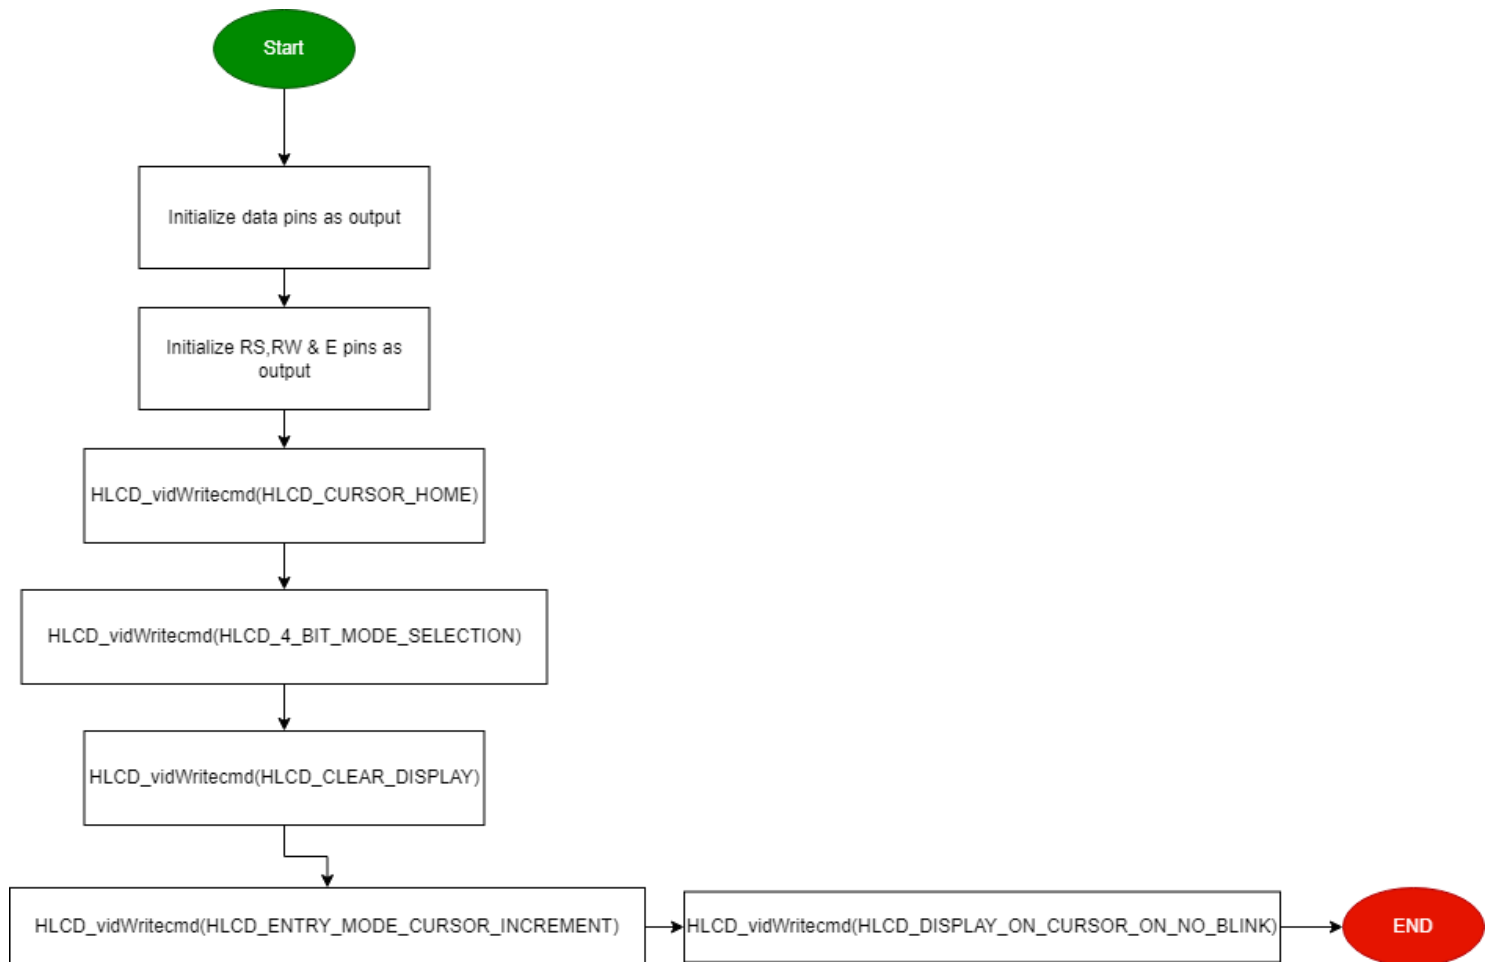 Start
Initialize data pins as output
Initialize RS,RW & E pins as
output
HLCD_vidWritecmd(HLCD_CURSOR_HOME)
HLCD_vidWritecmd(HLCD_4_BIT_MODE_SELECTION)
HLCD_vidWritecmd(HLCD_CLEAR_DISPLAY)
HLCD_vidWritecmd(HLCD_ENTRY_MODE_CURSOR_INCREMENT)
HLCD_vidWritecmd(HLCD_DISPLAY_ON_CURSOR_ON_NO_BLINK)
END